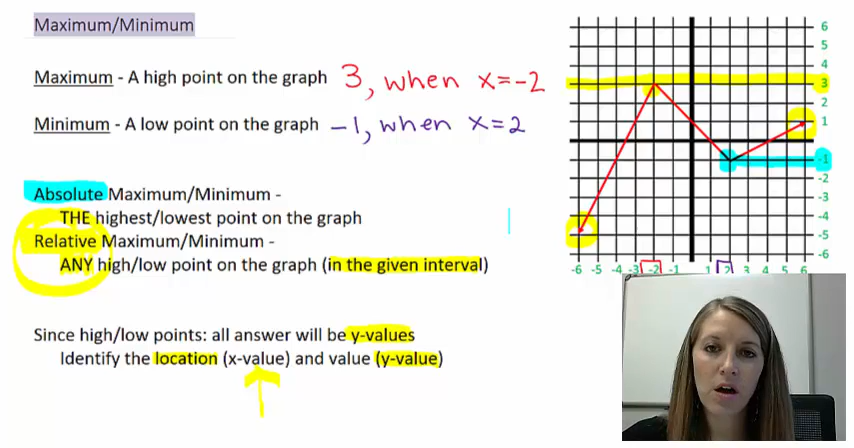 Maximum/Minimum
Maximum - A high point on the graph 3, when x=-2
Minimum - A low point on the graph -1, when x=2
Absolute Maximum/Minimum -
THE highest/lowest point on the graph
Relative Maximum/Minimum -
ANY high/low point on the graph (in the given interval)
Since high/low points: all answer will be y-values
Identify the location (x-value) and value (y-value)
6
5
4
3
2
1
-1
-2
-3
-4
-5
-6
-6 -5 -4 -3 -2 -1 1 2 3 4 5 6